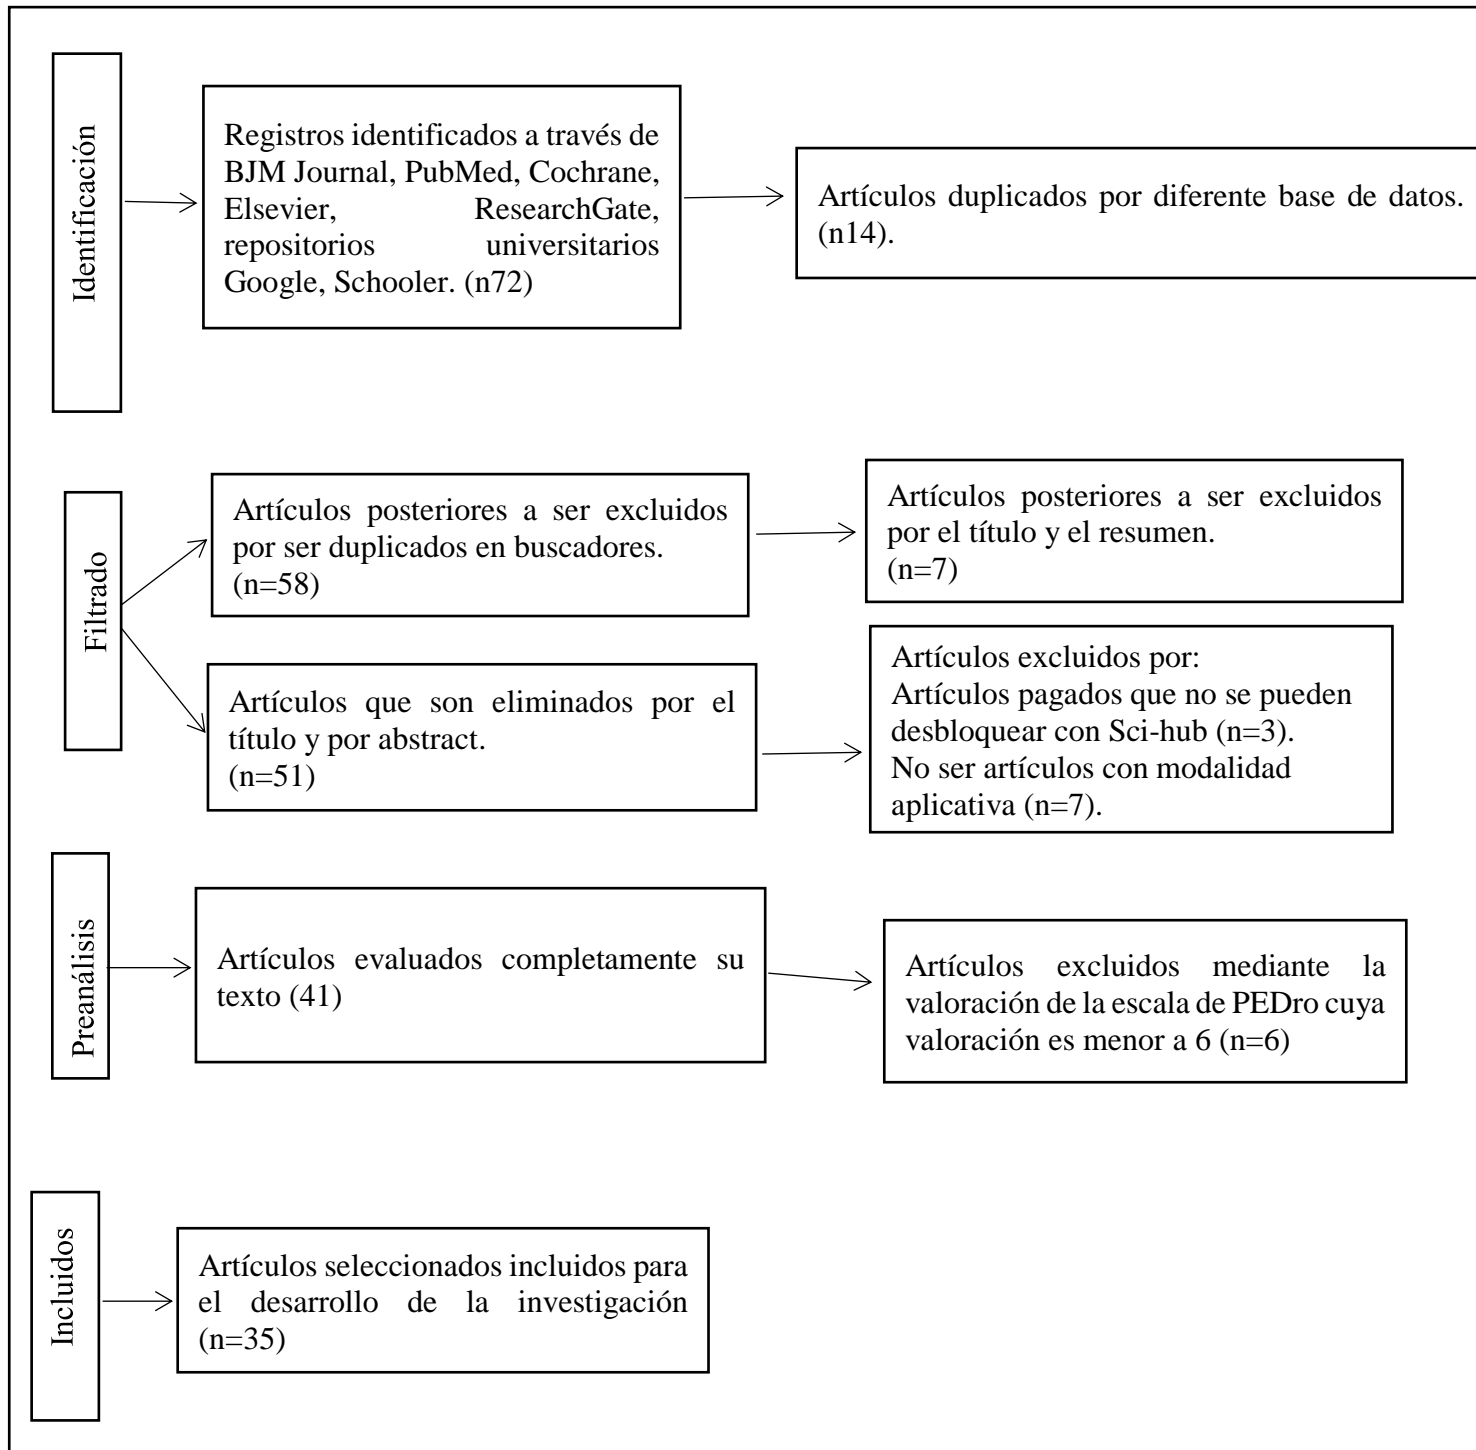 Identificación
Registros identificados a través de
BJM Journal, PubMed, Cochrane,
Elsevier, ResearchGate,
repositorios universitarios
Google, Schooler. (n72)
Artículos duplicados por diferente base de datos.
(n14).
Filtrado
Artículos posteriores a ser excluidos
por ser duplicados en buscadores.
(n=58)
Artículos posteriores a ser excluidos
por el título y el resumen.
(n=7)
Artículos que son eliminados por el
título y por abstract.
(n=51)
Artículos excluidos por:
Artículos pagados que no se pueden
desbloquear con Sci-hub (n=3).
No ser artículos con modalidad
aplicativa (n=7).
Preanálisis
Artículos evaluados completamente su
texto (41)
Artículos excluidos mediante la
valoración de la escala de PEDro cuya
valoración es menor a 6 (n=6)
Incluidos
Artículos seleccionados incluidos para
el desarrollo de la investigación
(n=35)